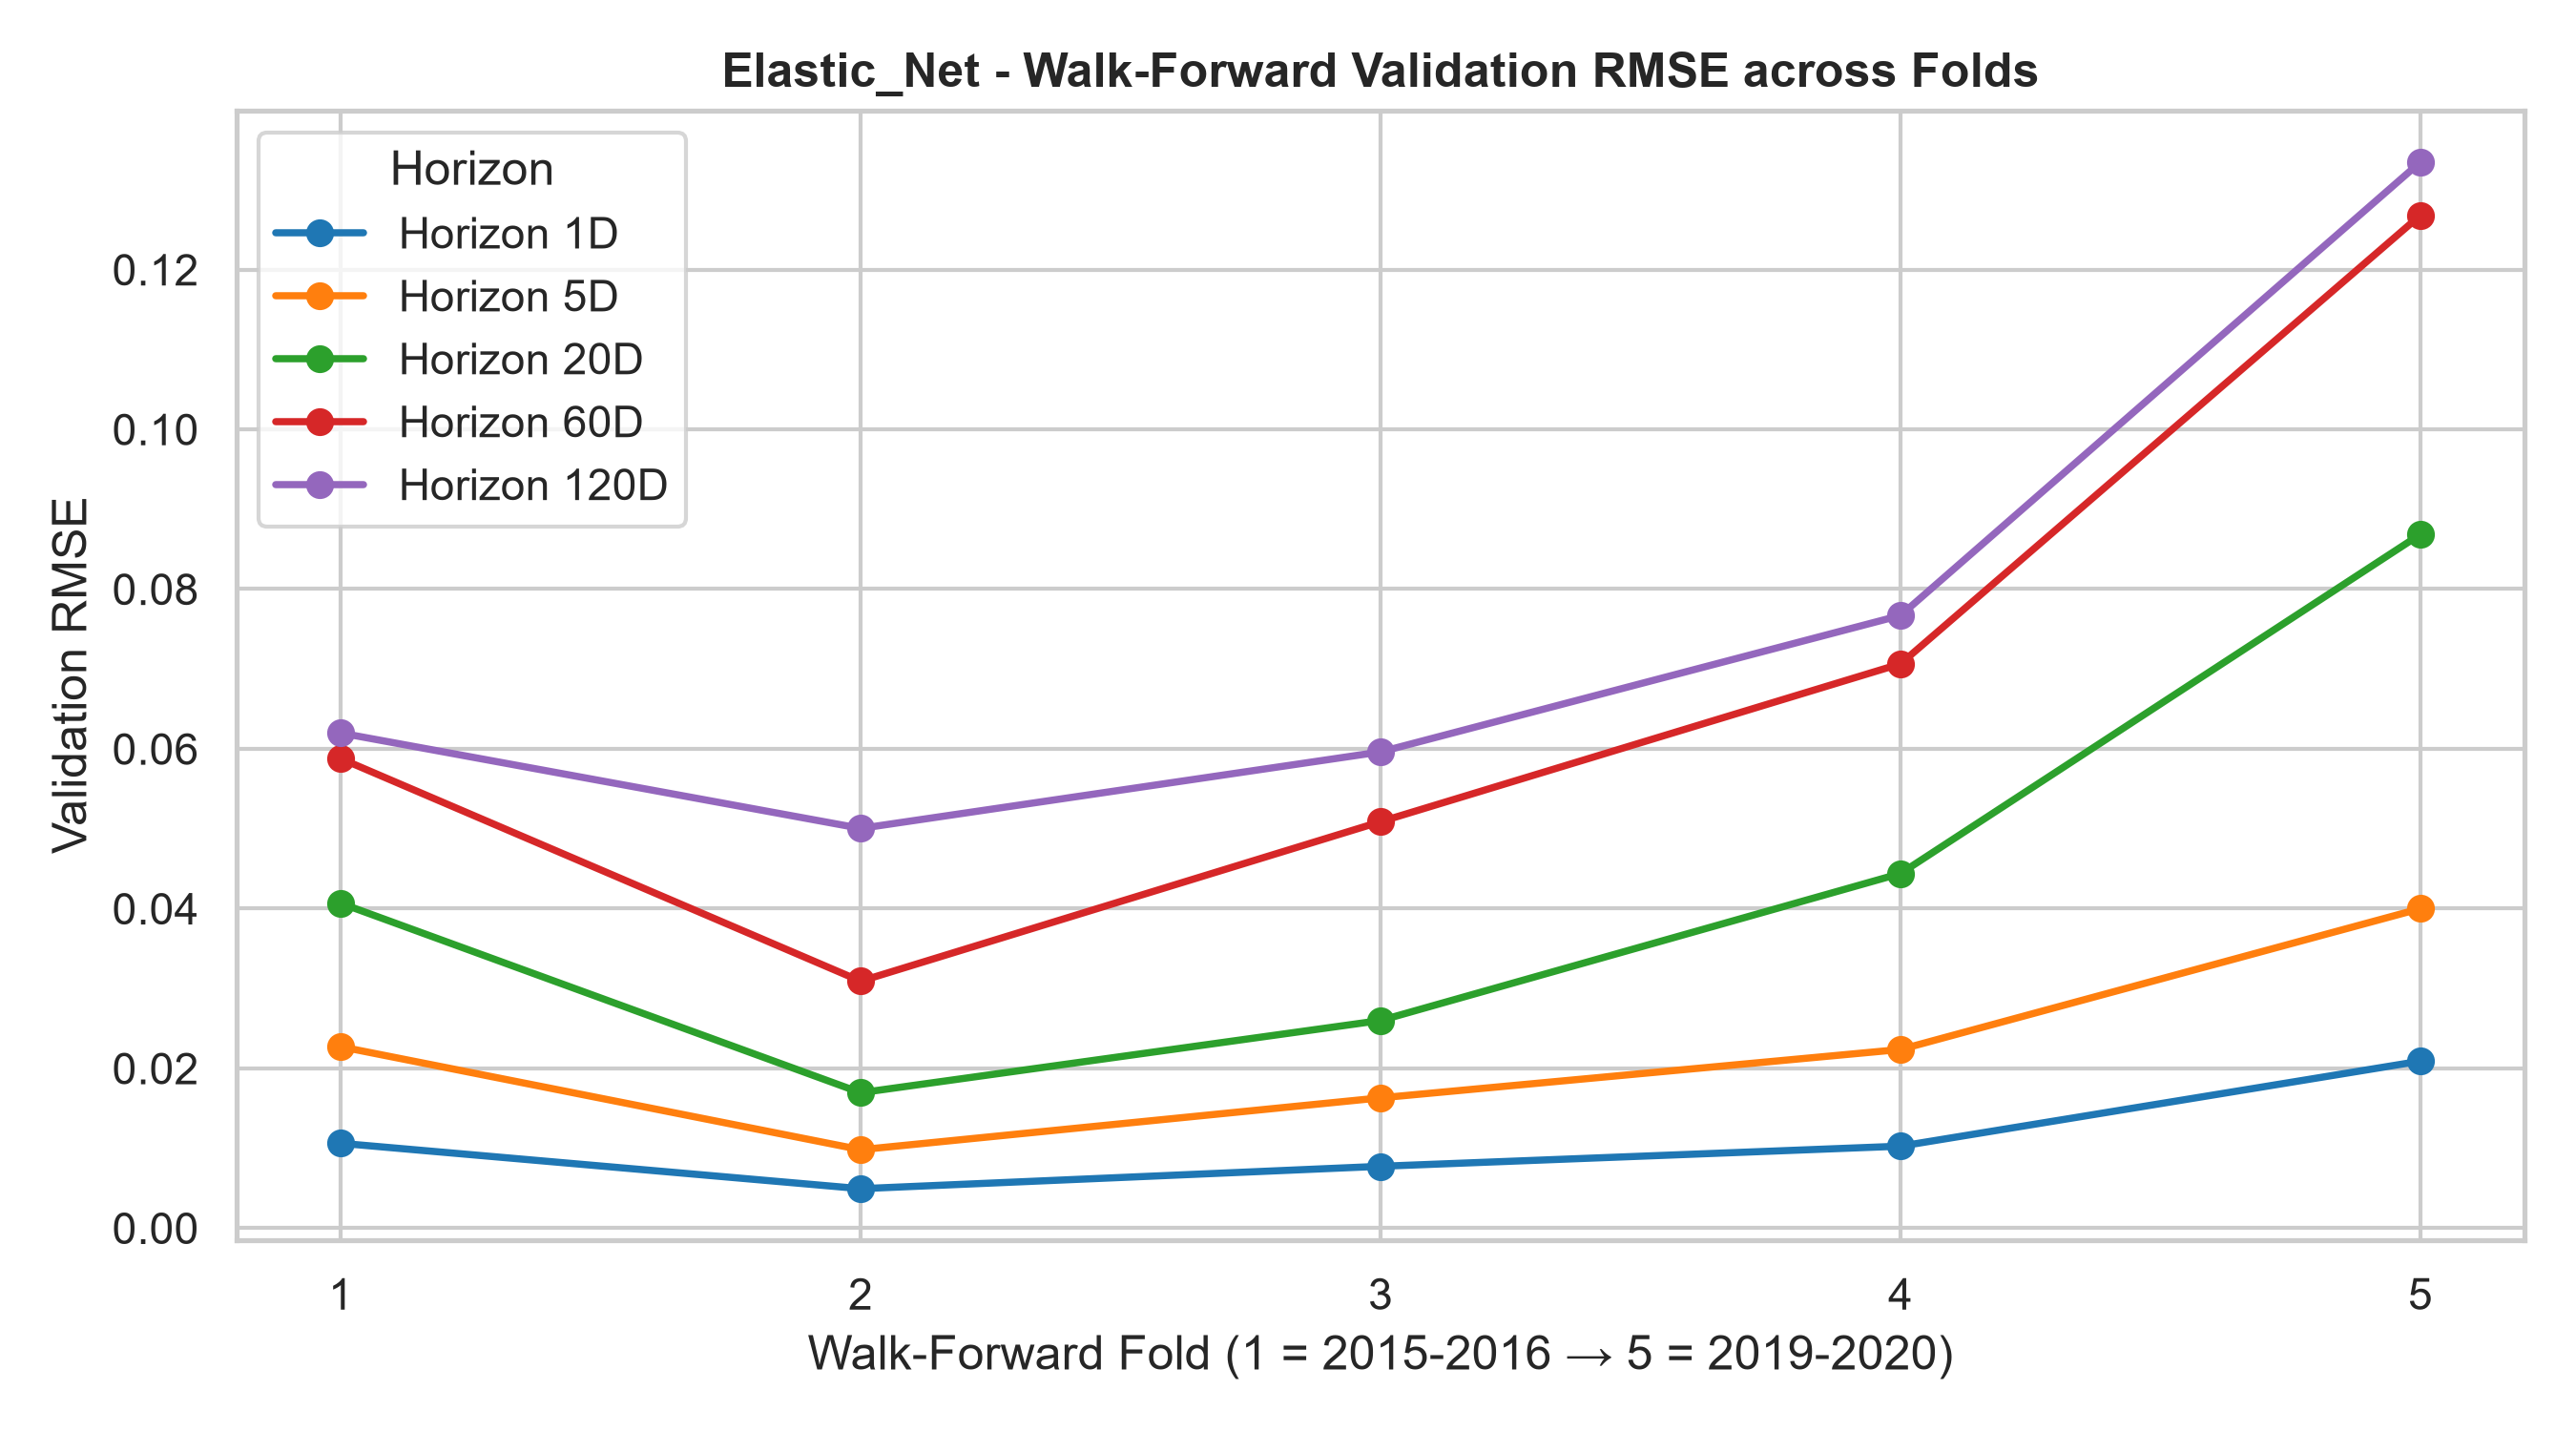 Elastic_Net - Walk-Forward Validation RMSE across Folds
Horizon
Horizon 1D
Horizon 5D
Horizon 20D
Horizon 60D
Horizon 120D
Validation RMSE
0.12
0.10
0.08
0.06
0.04
0.02
0.00
1 2 3 4 5
Walk-Forward Fold (1 = 2015-2016 → 5 = 2019-2020)